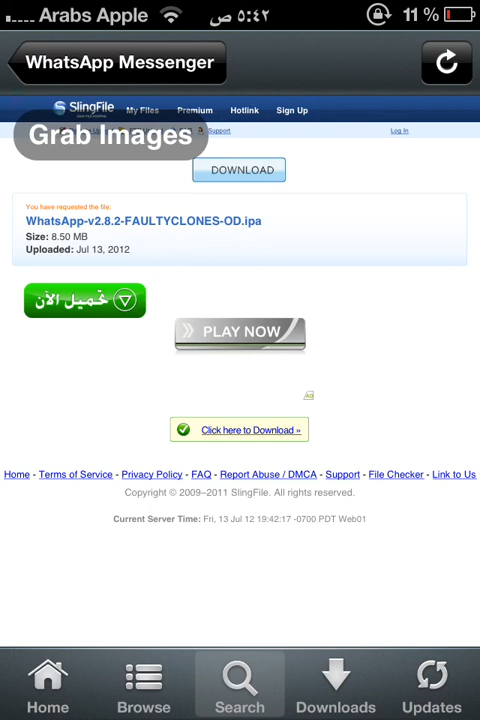 Arabs Apple ٥:٤٢ ص 11 %
WhatsApp Messenger
SlingFile My Files Premium Hotlink Sign Up
Grab Images Support Log In
DOWNLOAD
You have requested the file:
WhatsApp-v2.8.2-FAULTYCLONES-OD.ipa
Size: 8.50 MB
Uploaded: Jul 13, 2012
تحميل الآن
PLAY NOW
AD
Click here to Download »
Home - Terms of Service - Privacy Policy - FAQ - Report Abuse / DMCA - Support - File Checker - Link to Us
Copyright © 2009–2011 SlingFile. All rights reserved.
Current Server Time: Fri, 13 Jul 12 19:42:17 -0700 PDT Web01
Home Browse Search Downloads Updates